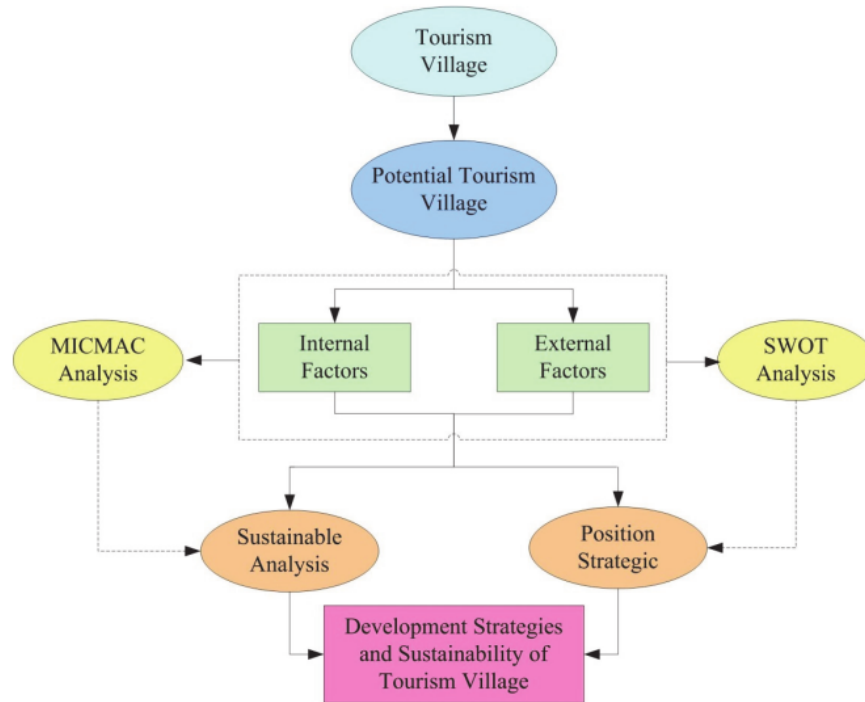 Tourism
Village
Potential Tourism
Village
MICMAC
Analysis
Internal
Factors
External
Factors
SWOT
Analysis
Sustainable
Analysis
Position
Strategic
Development Strategies
and Sustainability of
Tourism Village